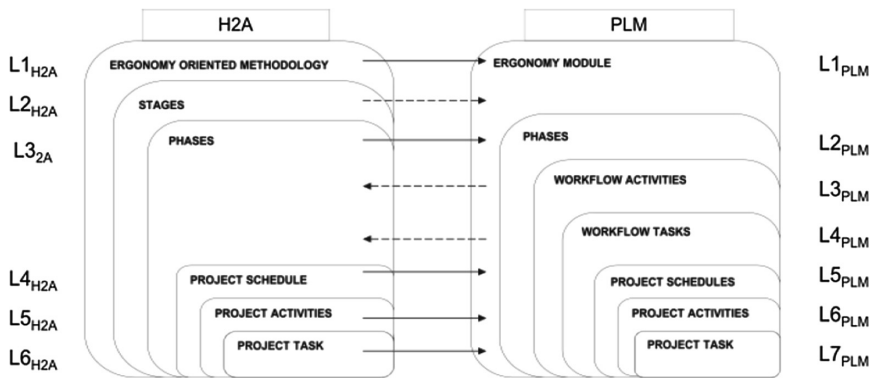 H2A PLM
L1H2A ERGONOMY ORIENTED METHODOLOGY ERGONOMY MODULE L1PLM
L2H2A STAGES
L32A PHASES PHASES L2PLM
WORKFLOW ACTIVITIES L3PLM
WORKFLOW TASKS L4PLM
L4H2A PROJECT SCHEDULE PROJECT SCHEDULES L5PLM
L5H2A PROJECT ACTIVITIES PROJECT ACTIVITIES L6PLM
L6H2A PROJECT TASK PROJECT TASK L7PLM